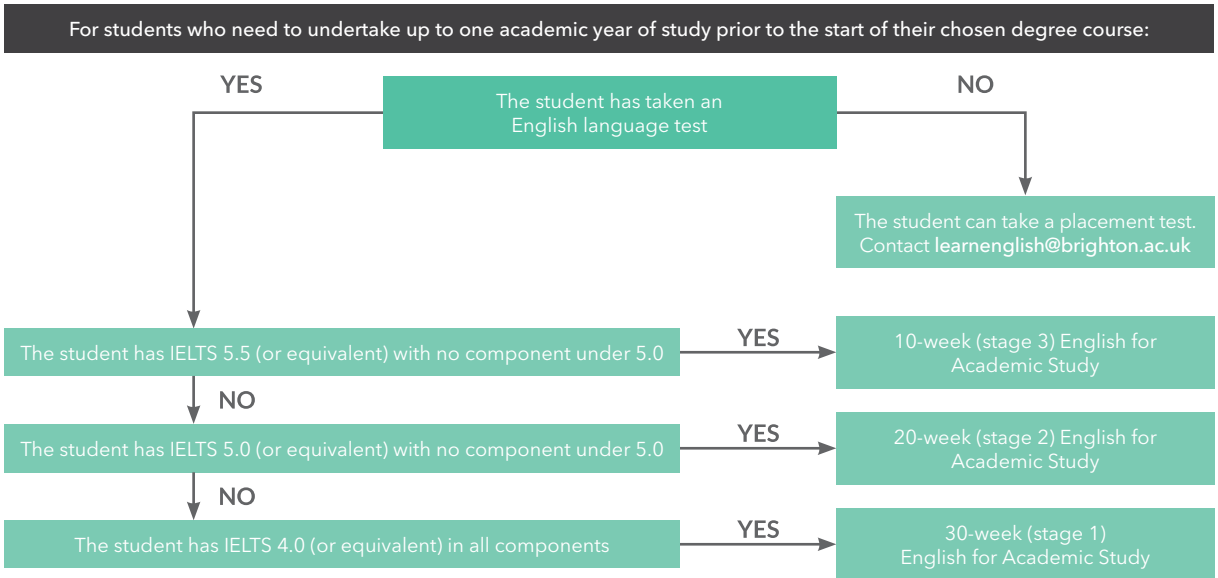 For students who need to undertake up to one academic year of study prior to the start of their chosen degree course:
YES
The student has taken an
English language test
NO
The student can take a placement test.
Contact learnenglish@brighton.ac.uk
The student has IELTS 5.5 (or equivalent) with no component under 5.0
YES
10-week (stage 3) English for
Academic Study
NO
The student has IELTS 5.0 (or equivalent) with no component under 5.0
YES
20-week (stage 2) English for
Academic Study
NO
The student has IELTS 4.0 (or equivalent) in all components
YES
30-week (stage 1)
English for Academic Study